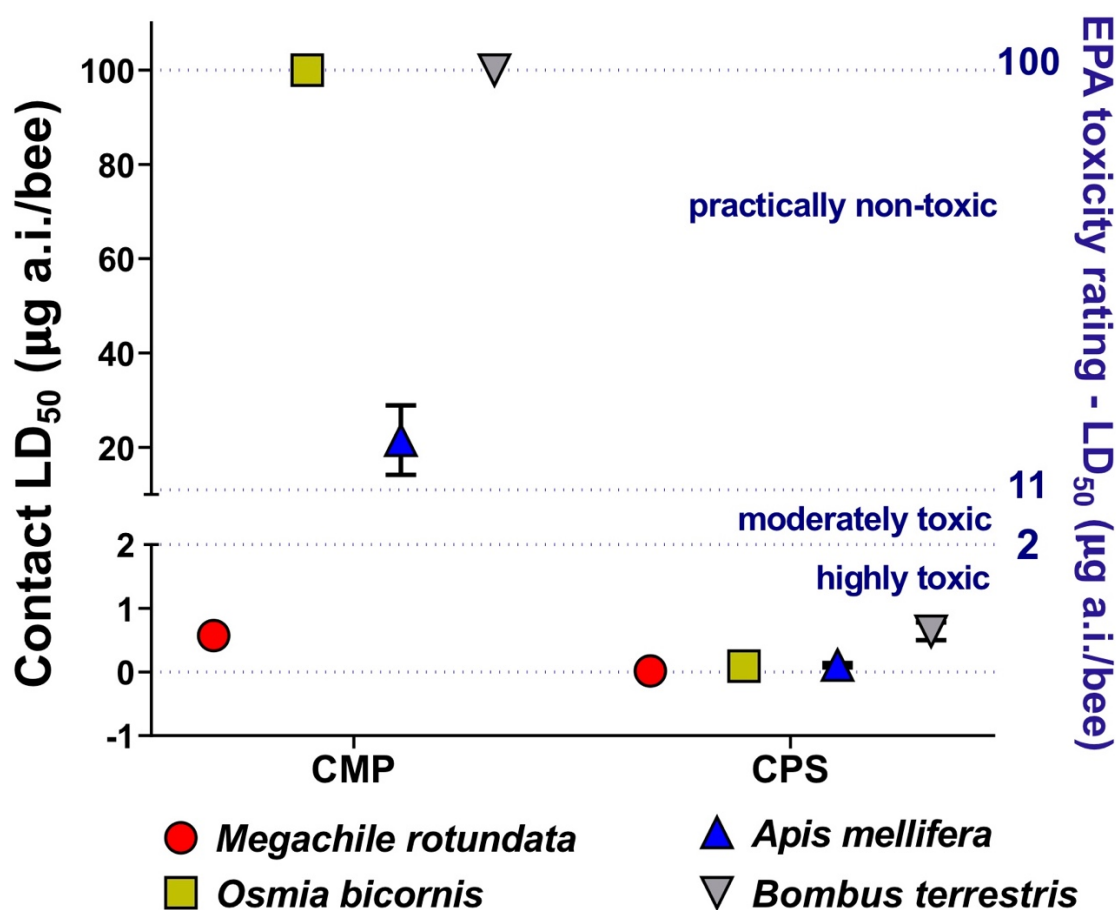 Contact LD50 (µg a.i./bee)
100
80
60
40
20
2
1
0
-1
practically non-toxic
moderately toxic
highly toxic
100
11
2
EPA toxicity rating - LD50 (µg a.i./bee)
CMP
CPS
Megachile rotundata
Apis mellifera
Osmia bicornis
Bombus terrestris